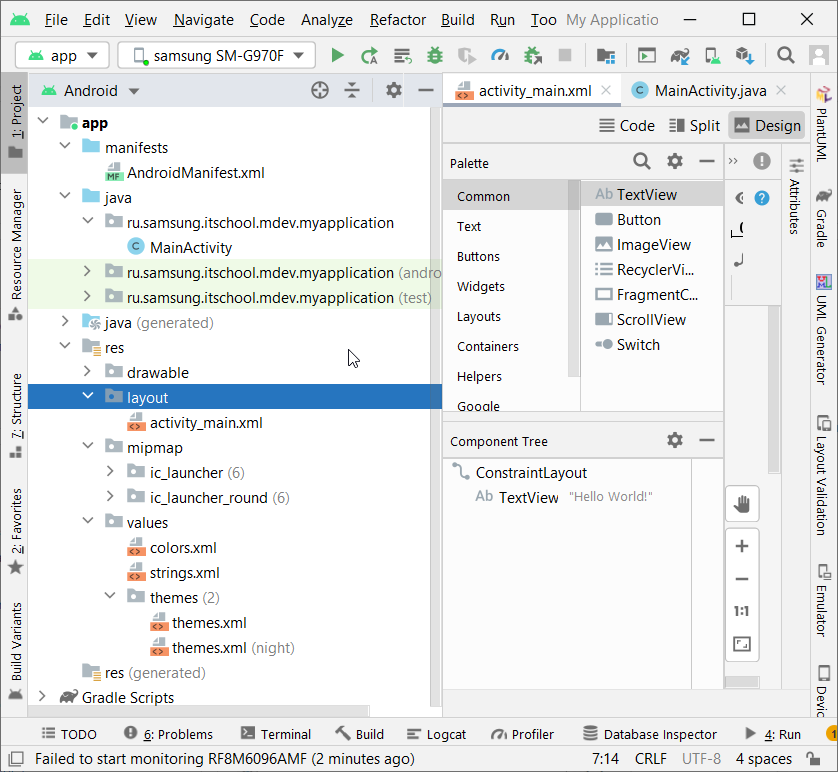 File Edit View Navigate Code Analyze Refactor Build Run Too My Applicatio
app samsung SM-G970F
1: Project
Resource Manager
7: Structure
2: Favorites
Build Variants
Android
app
manifests
MF AndroidManifest.xml
java
ru.samsung.itschool.mdev.myapplication
C MainActivity
ru.samsung.itschool.mdev.myapplication (andro
ru.samsung.itschool.mdev.myapplication (test)
java (generated)
res
drawable
layout
activity_main.xml
mipmap
ic_launcher (6)
ic_launcher_round (6)
values
colors.xml
strings.xml
themes (2)
themes.xml
themes.xml (night)
res (generated)
Gradle Scripts
activity_main.xml C MainActivity.java
Code Split Design
Palette
Common
Text
Buttons
Widgets
Layouts
Containers
Helpers
Google
Ab TextView
Button
ImageView
RecyclerVi...
FragmentC...
ScrollView
Switch
Component Tree
ConstraintLayout
Ab TextView "Hello World!"
1:1
Attributes
PlantUML
Gradle
UML Generator
Layout Validation
Emulator
Devic
TODO 6: Problems Terminal Build Logcat Profiler Database Inspector 4: Run 1
Failed to start monitoring RF8M6096AMF (2 minutes ago) 7:14 CRLF UTF-8 4 spaces